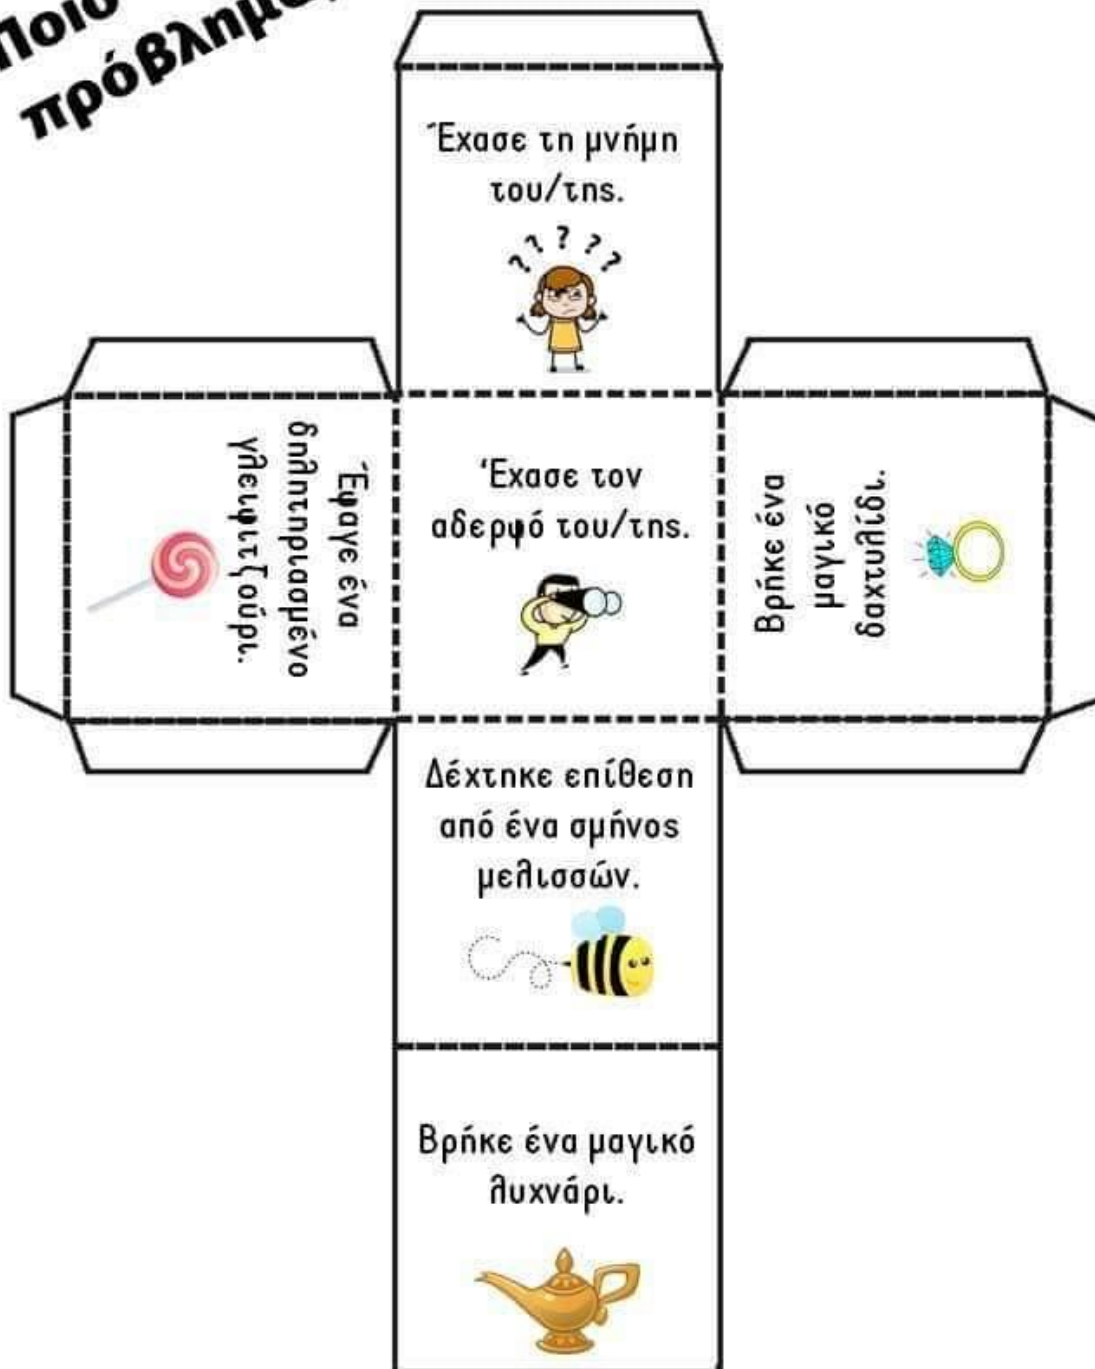 Ποιο
πρόβλημα;
Έχασε τη μνήμη
του/της.
? ? ? ? ?
Έφαγε ένα
δηλητηριασμένο
γλειφιτζούρι.
Έχασε τον
αδερφό του/της.
Βρήκε ένα
μαγικό
δαχτυλίδι.
Δέχτηκε επίθεση
από ένα σμήνος
μελισσών.
Βρήκε ένα μαγικό
λυχνάρι.